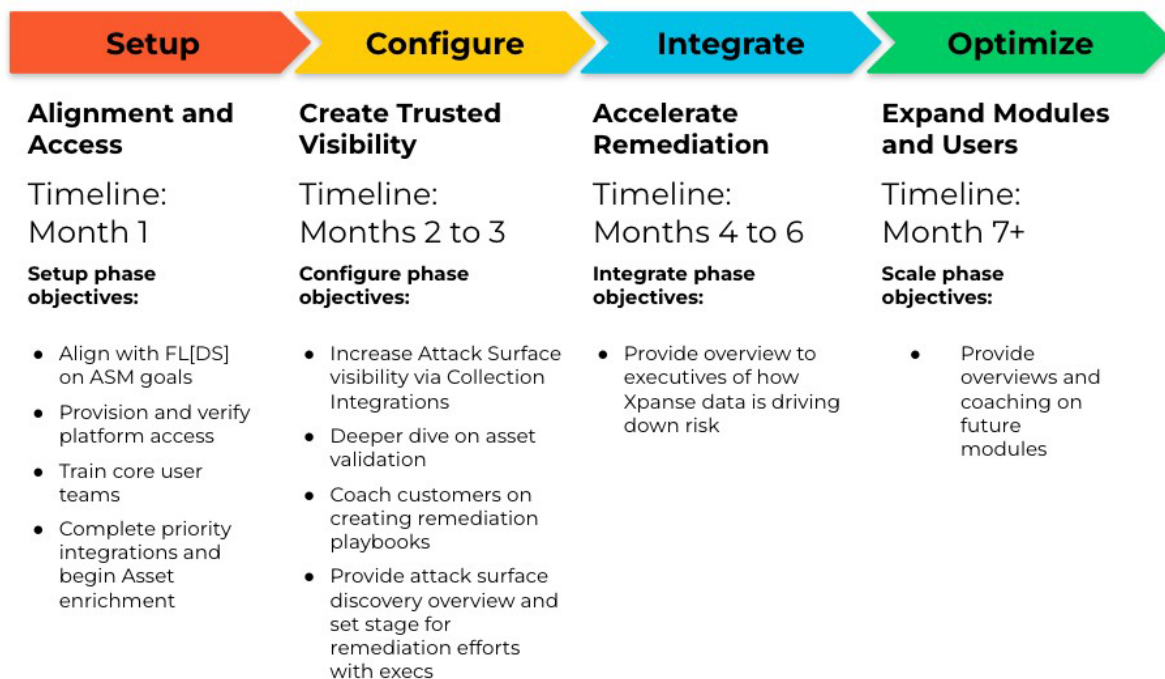 Setup
Configure
Integrate
Optimize
Alignment and
Access
Timeline:
Month 1
Setup phase
objectives:
● Align with FL[DS]
on ASM goals
● Provision and verify
platform access
● Train core user
teams
● Complete priority
integrations and
begin Asset
enrichment
Create Trusted
Visibility
Timeline:
Months 2 to 3
Configure phase
objectives:
● Increase Attack Surface
visibility via Collection
Integrations
● Deeper dive on asset
validation
● Coach customers on
creating remediation
playbooks
● Provide attack surface
discovery overview and
set stage for
remediation efforts
with execs
Accelerate
Remediation
Timeline:
Months 4 to 6
Integrate phase
objectives:
● Provide overview to
executives of how
Xpanse data is driving
down risk
Expand Modules
and Users
Timeline:
Month 7+
Scale phase
objectives:
● Provide
overviews and
coaching on
future
modules